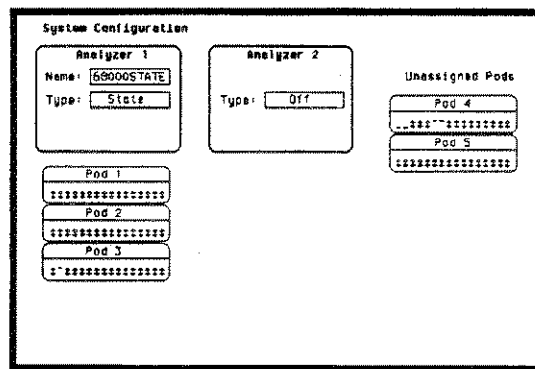 System Configuration
Analyzer 1
Name: 68000STATE
Type: State
Analyzer 2
Type: Off
Unassigned Pods
Pod 4
Pod 5
Pod 1
Pod 2
Pod 3